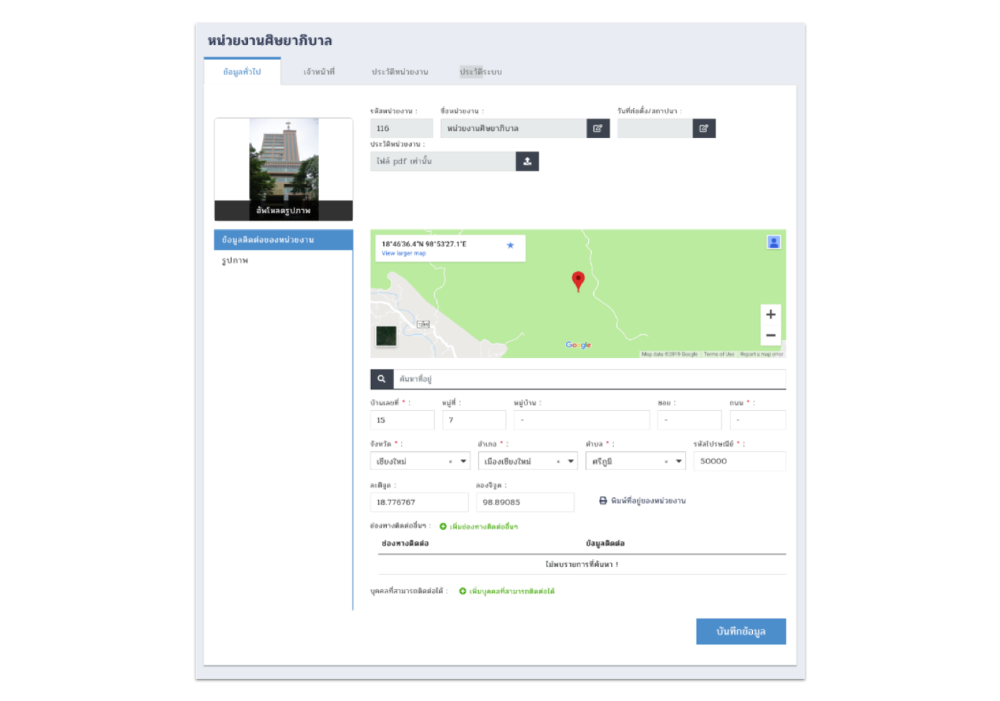 หน่วยงานศิษยาภิบาล
ข้อมูลทั่วไป เจ้าหน้าที่ ประวัติหน่วยงาน ประวัติระบบ
รหัสหน่วยงาน : ชื่อหน่วยงาน : วันที่ก่อตั้ง/สถาปนา :
116 หน่วยงานศิษยาภิบาล
ประวัติหน่วยงาน :
ไฟล์ pdf เท่านั้น
อัพโหลดรูปภาพ
ข้อมูลติดต่อของหน่วยงาน
รูปภาพ
18°46'36.4"N 98°53'27.1"E
View larger map
1269
Google
Map data ©2019 Google Terms of Use Report a map error
ค้นหาที่อยู่
บ้านเลขที่ * : หมู่ที่ : หมู่บ้าน : ซอย : ถนน * :
15 7 - - -
จังหวัด * : อำเภอ * : ตำบล * : รหัสไปรษณีย์ * :
เชียงใหม่ × เมืองเชียงใหม่ × ศรีภูมิ × 50000
ละติจูด : ลองจิจูด :
18.776767 98.89085 พิมพ์ที่อยู่ของหน่วยงาน
ช่องทางติดต่ออื่นๆ : เพิ่มช่องทางติดต่ออื่นๆ
ช่องทางติดต่อ ข้อมูลติดต่อ
ไม่พบรายการที่ค้นหา !
บุคคลที่สามารถติดต่อได้ : เพิ่มบุคคลที่สามารถติดต่อได้
บันทึกข้อมูล